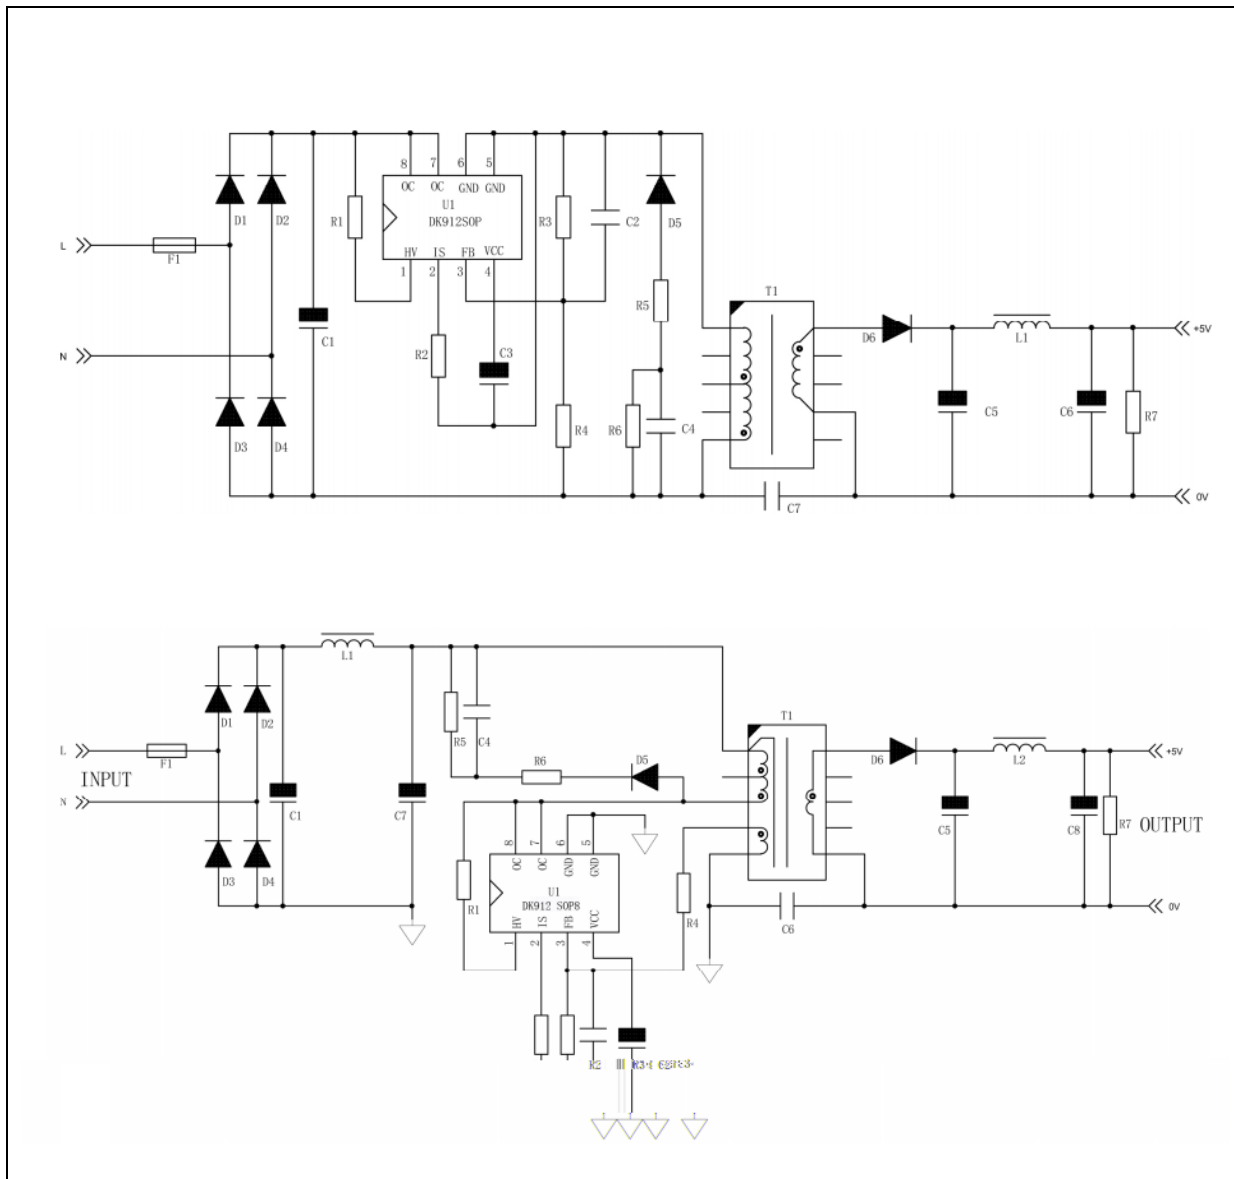 8 7 6 5
OC OC GND GND
U1
DK912SOP
HV IS FB VCC
1 2 3 4
D1 D2 R1 R3 C2 D5
L F1
R5 T1
N C1 R2 C3 D6 L1 +5V
D3 D4 R4 R6 C4 C5 C6 R7
C7 0V
L1
D1 D2 R5 C4 T1
L F1 R6 D5 D6 L2 +5V
INPUT
N C1 C7 C5 C8 R7 OUTPUT
8 7 6 5
OC OC GND GND
D3 D4
U1
R1 DK912 SOP8 R4
HV IS FB VCC
1 2 3 4
C6 0V
R2